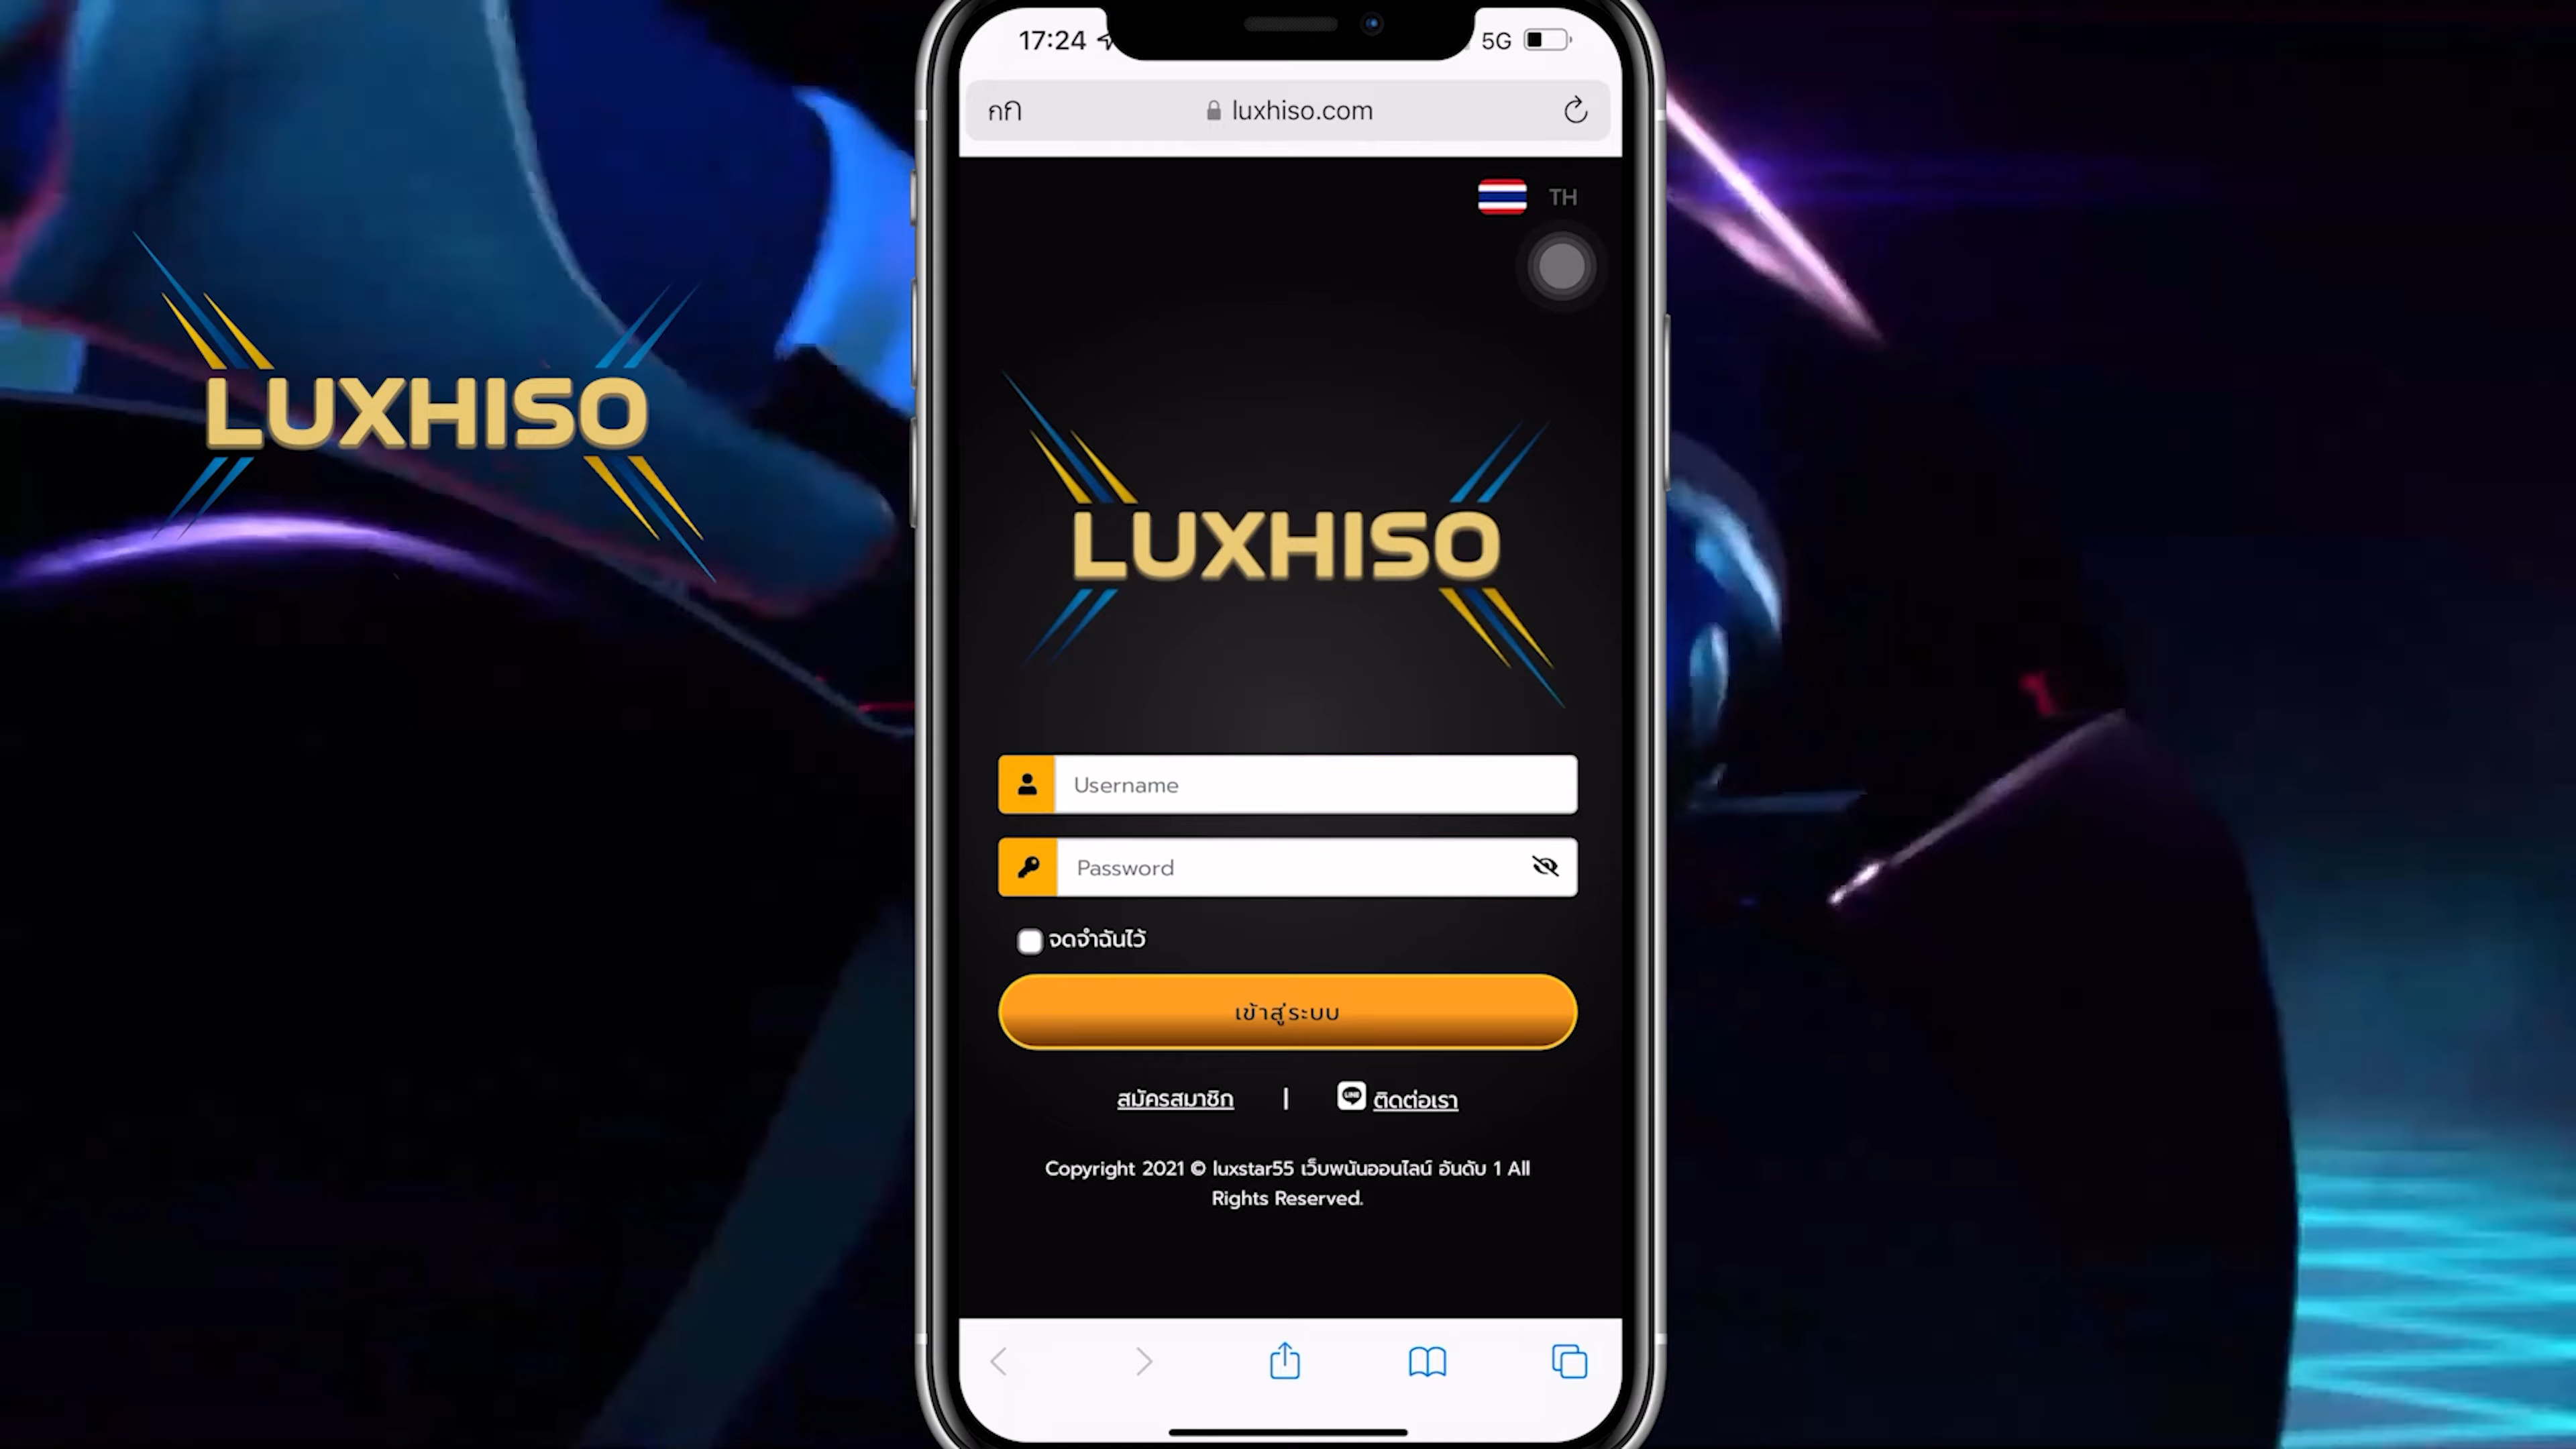 17:24
5G
กก luxhiso.com
TH
LUXHISO
LUXHISO
Username
Password
จดจำฉันไว้
เข้าสู่ระบบ
สมัครสมาชิก | LINE ติดต่อเรา
Copyright 2021 © luxstar55 เว็บพนันออนไลน์ อันดับ 1 All
Rights Reserved.